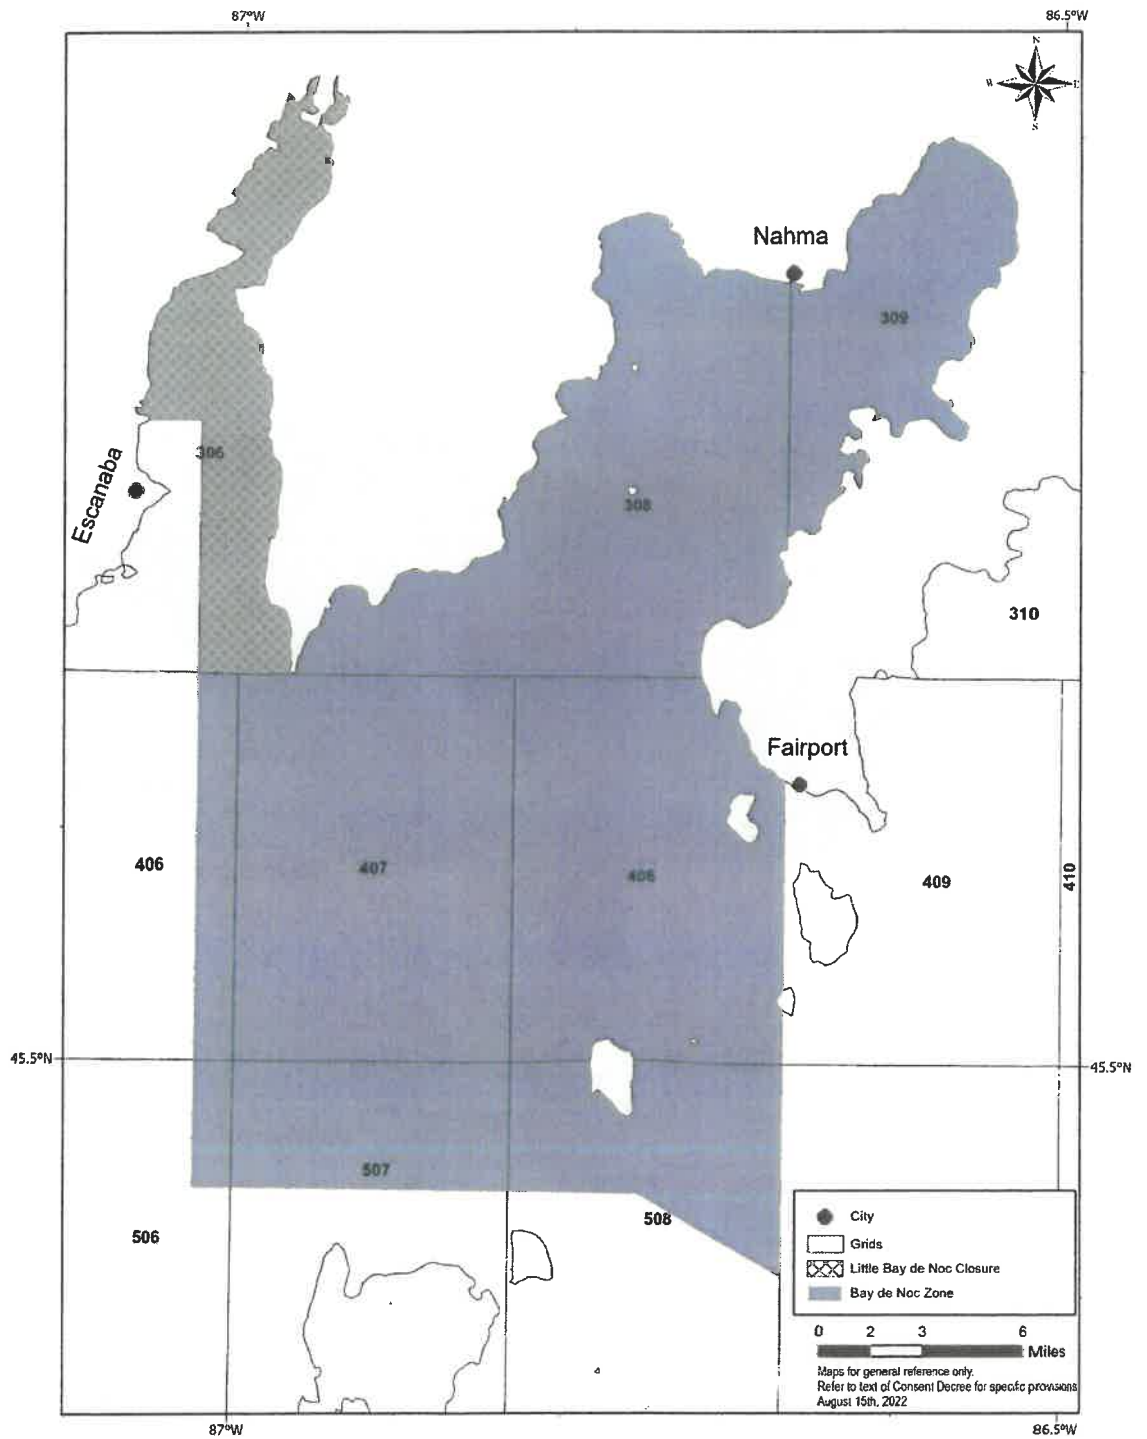 87°W
86.5°W
N
W
E
S
Nahma
309
306
Escanaba
308
310
Fairport
406
407
408
409
410
45.5°N
45.5°N
507
506
508
City
Grids
Little Bay de Noc Closure
Bay de Noc Zone
0 2 3 6
Miles
Maps for general reference only.
Refer to text of Consent Decree for specific provisions
August 15th, 2022
87°W
86.5°W